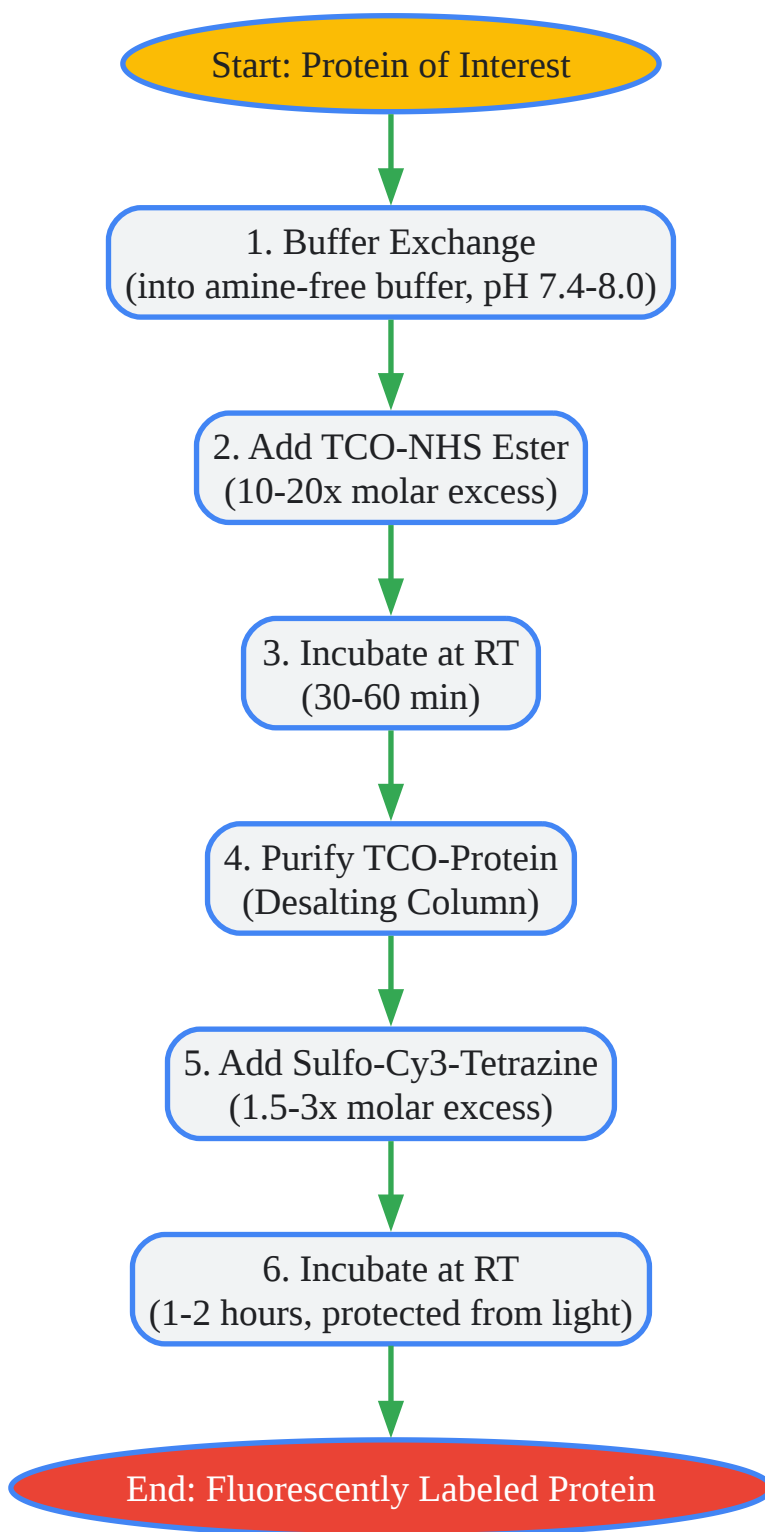 Start: Protein of Interest
1. Buffer Exchange
(into amine-free buffer, pH 7.4-8.0)
2. Add TCO-NHS Ester
(10-20x molar excess)
3. Incubate at RT
(30-60 min)
4. Purify TCO-Protein
(Desalting Column)
5. Add Sulfo-Cy3-Tetrazine
(1.5-3x molar excess)
6. Incubate at RT
(1-2 hours, protected from light)
End: Fluorescently Labeled Protein